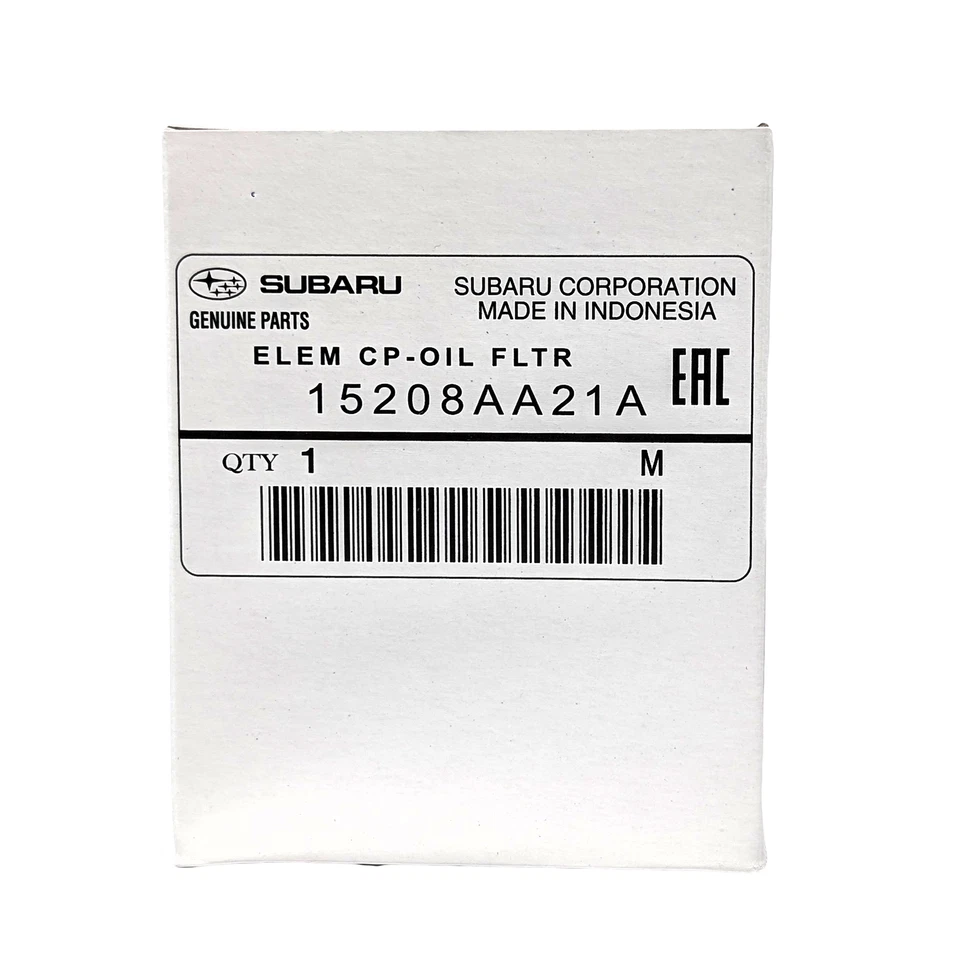 SUBARU
SUBARU CORPORATION
MADE IN INDONESIA
GENUINE PARTS
ELEM CP-OIL FLTR
EAC
15208AA21A
QTY 1
M